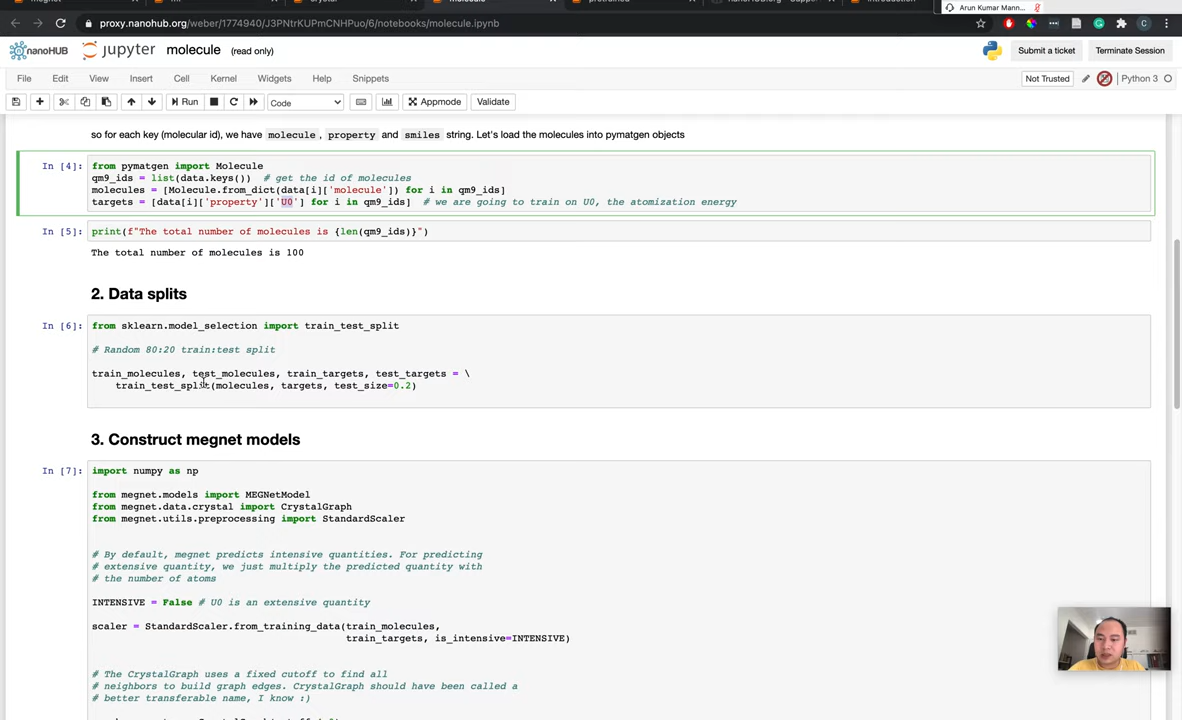 megnet
Crystal
molecule
pretrained
Introduction
Arun Kumar Mann...
proxy.nanohub.org/weber/1774940/J3PNtrKUPmCNHPuo/6/notebooks/molecule.ipynb
C
nanoHUB jupyter molecule (read only) Submit a ticket Terminate Session
File Edit View Insert Cell Kernel Widgets Help Snippets Not Trusted Python 3
Run Code Appmode Validate
so for each key (molecular id), we have molecule, property and smiles string. Let's load the molecules into pymatgen objects
In [4]: from pymatgen import Molecule
qm9_ids = list(data.keys())  # get the id of molecules
molecules = [Molecule.from_dict(data[i]['molecule']) for i in qm9_ids]
targets = [data[i]['property']['U0'] for i in qm9_ids]  # we are going to train on U0, the atomization energy
In [5]: print(f"The total number of molecules is {len(qm9_ids)}")
The total number of molecules is 100
2. Data splits
In [6]: from sklearn.model_selection import train_test_split
# Random 80:20 train:test split
train_molecules, test_molecules, train_targets, test_targets = \
train_test_split(molecules, targets, test_size=0.2)
3. Construct megnet models
In [7]: import numpy as np
from megnet.models import MEGNetModel
from megnet.data.crystal import CrystalGraph
from megnet.utils.preprocessing import StandardScaler
# By default, megnet predicts intensive quantities. For predicting
# extensive quantity, we just multiply the predicted quantity with
# the number of atoms
INTENSIVE = False # U0 is an extensive quantity
scaler = StandardScaler.from_training_data(train_molecules,
train_targets, is_intensive=INTENSIVE)
# The CrystalGraph uses a fixed cutoff to find all
# neighbors to build graph edges. CrystalGraph should have been called a
# better transferable name, I know :)